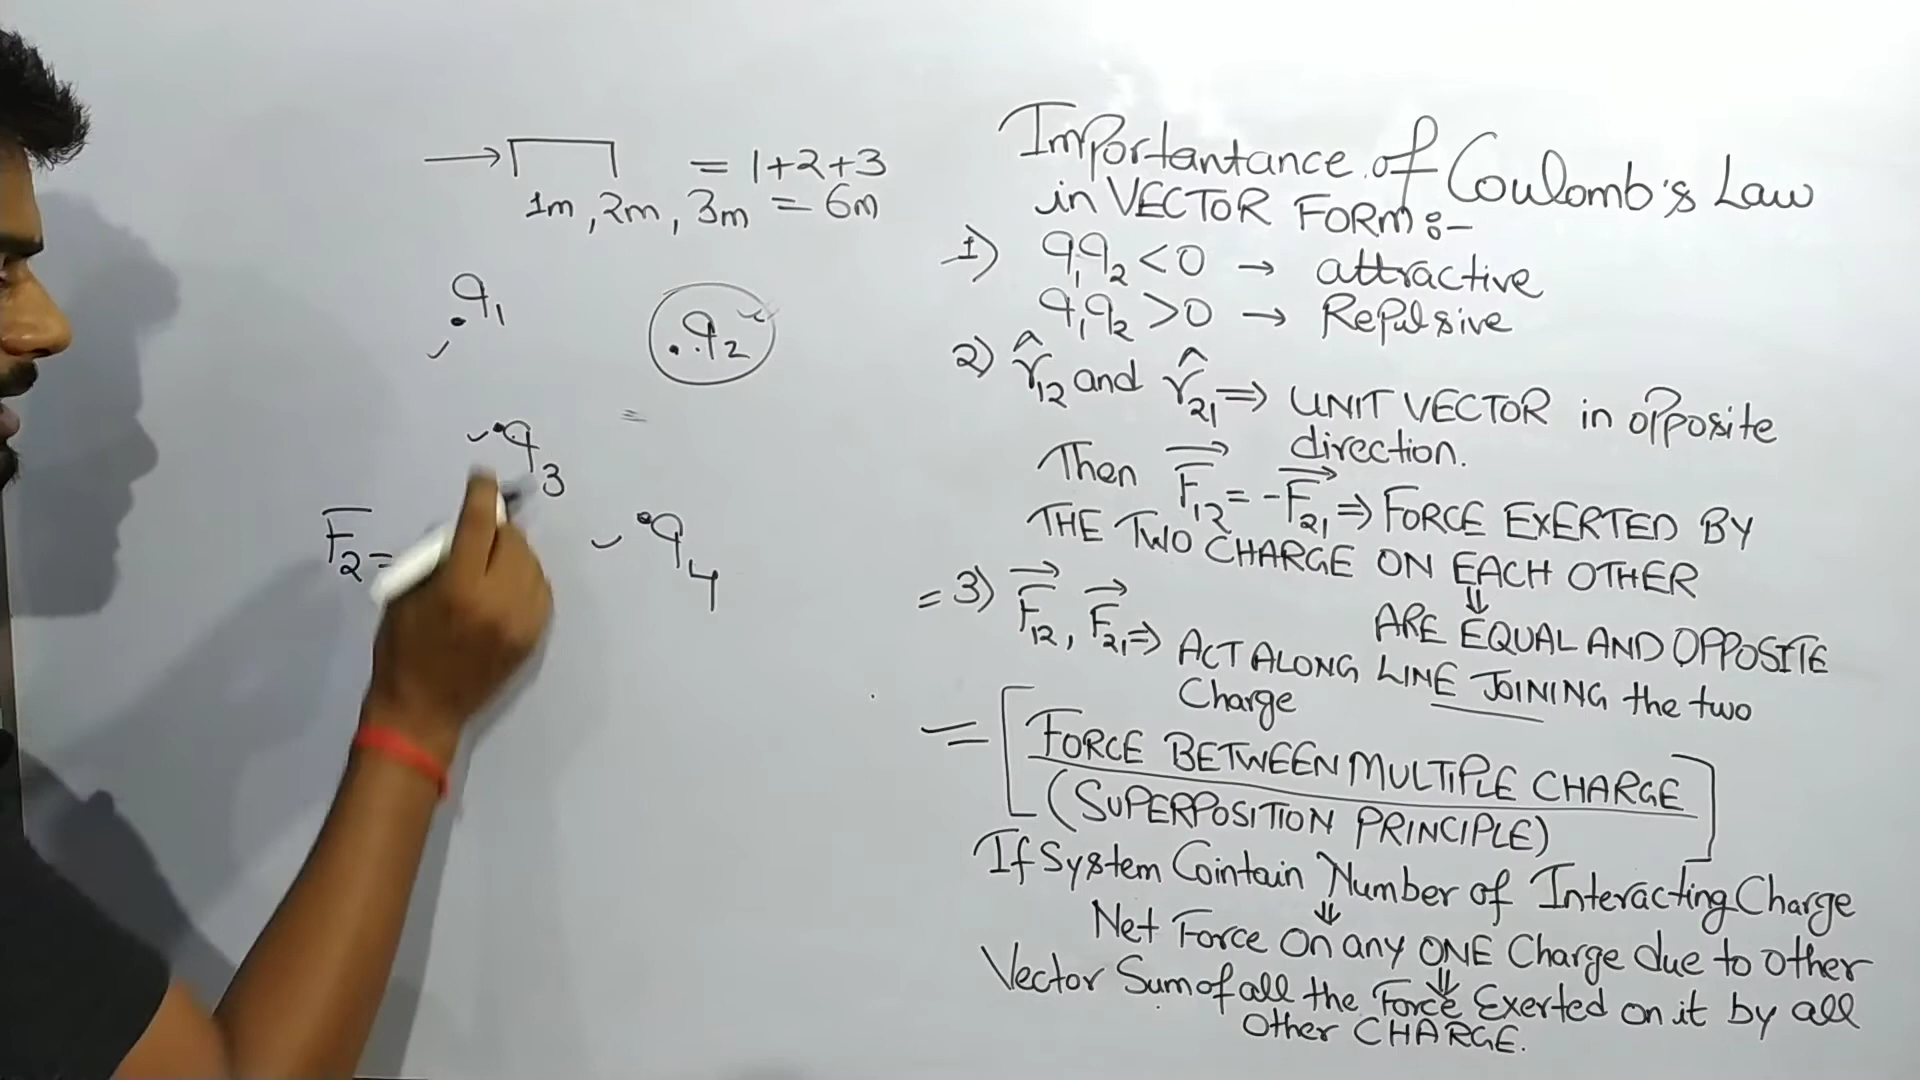 = 1+2+3
1m, 2m, 3m = 6m
q1
q2
q3
F2 =
q4
Importantance of Coulomb's Law
in VECTOR FORM :-
1) q1q2 < 0 → attractive
q1q2 > 0 → Repulsive
2) r̂12 and r̂21 ⇒ UNIT VECTOR in opposite
direction.
Then F⃗12 = -F⃗21 ⇒ FORCE EXERTED BY
THE TWO CHARGE ON EACH OTHER
⇓
ARE EQUAL AND OPPOSITE
= 3) F⃗12, F⃗21 ⇒ ACT ALONG LINE JOINING the two
Charge
= [FORCE BETWEEN MULTIPLE CHARGE
(SUPERPOSITION PRINCIPLE)]
If System Cointain Number of Interacting Charge
⇓
Net Force On any ONE Charge due to other
⇓
Vector Sum of all the Force Exerted on it by all
Other CHARGE.